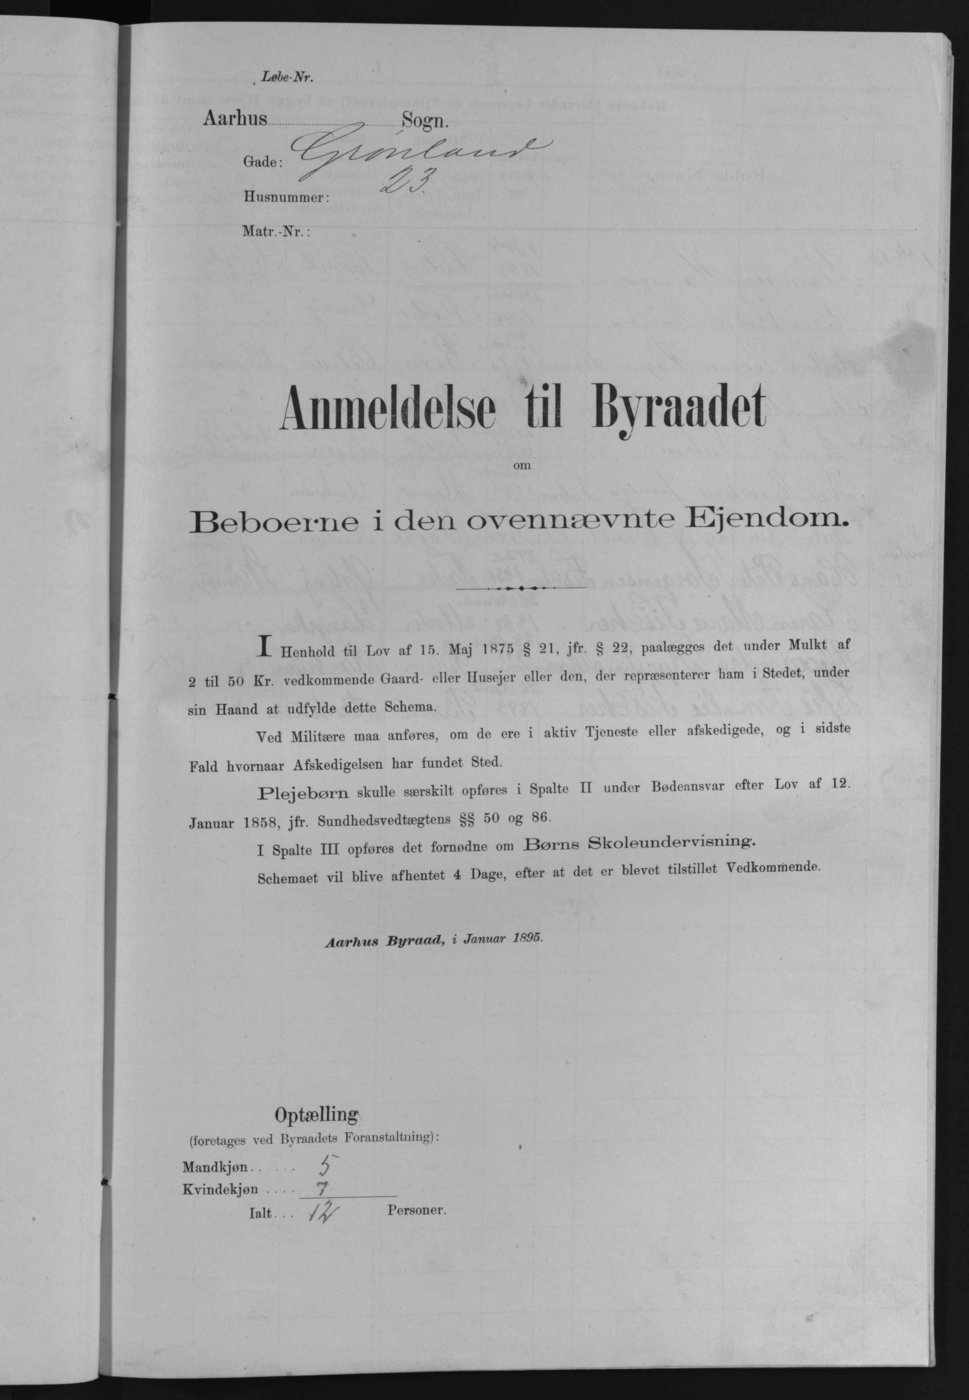 Løbe-Nr.
Aarhus Sogn.
Gade: Grønland
Husnummer: 23.
Matr.-Nr.:
Anmeldelse til Byraadet
om
Beboerne i den ovennævnte Ejendom.
I Henhold til Lov af 15. Maj 1875 § 21, jfr. § 22, paalægges det under Mulkt af
2 til 50 Kr. vedkommende Gaard- eller Husejer eller den, der repræsenterer ham i Stedet, under
sin Haand at udfylde dette Schema.
Ved Militære maa anføres, om de ere i aktiv Tjeneste eller afskedigede, og i sidste
Fald hvornaar Afskedigelsen har fundet Sted.
Plejebørn skulle særskilt opføres i Spalte II under Bødeansvar efter Lov af 12.
Januar 1858, jfr. Sundhedsvedtægtens §§ 50 og 86.
I Spalte III opføres det fornødne om Børns Skoleundervisning.
Schemaet vil blive afhentet 4 Dage, efter at det er blevet tilstillet Vedkommende.
Aarhus Byraad, i Januar 1895.
Optælling
(foretages ved Byraadets Foranstaltning):
Mandkjøn...... 5
Kvindekjøn .... 7
Ialt... 12 Personer.